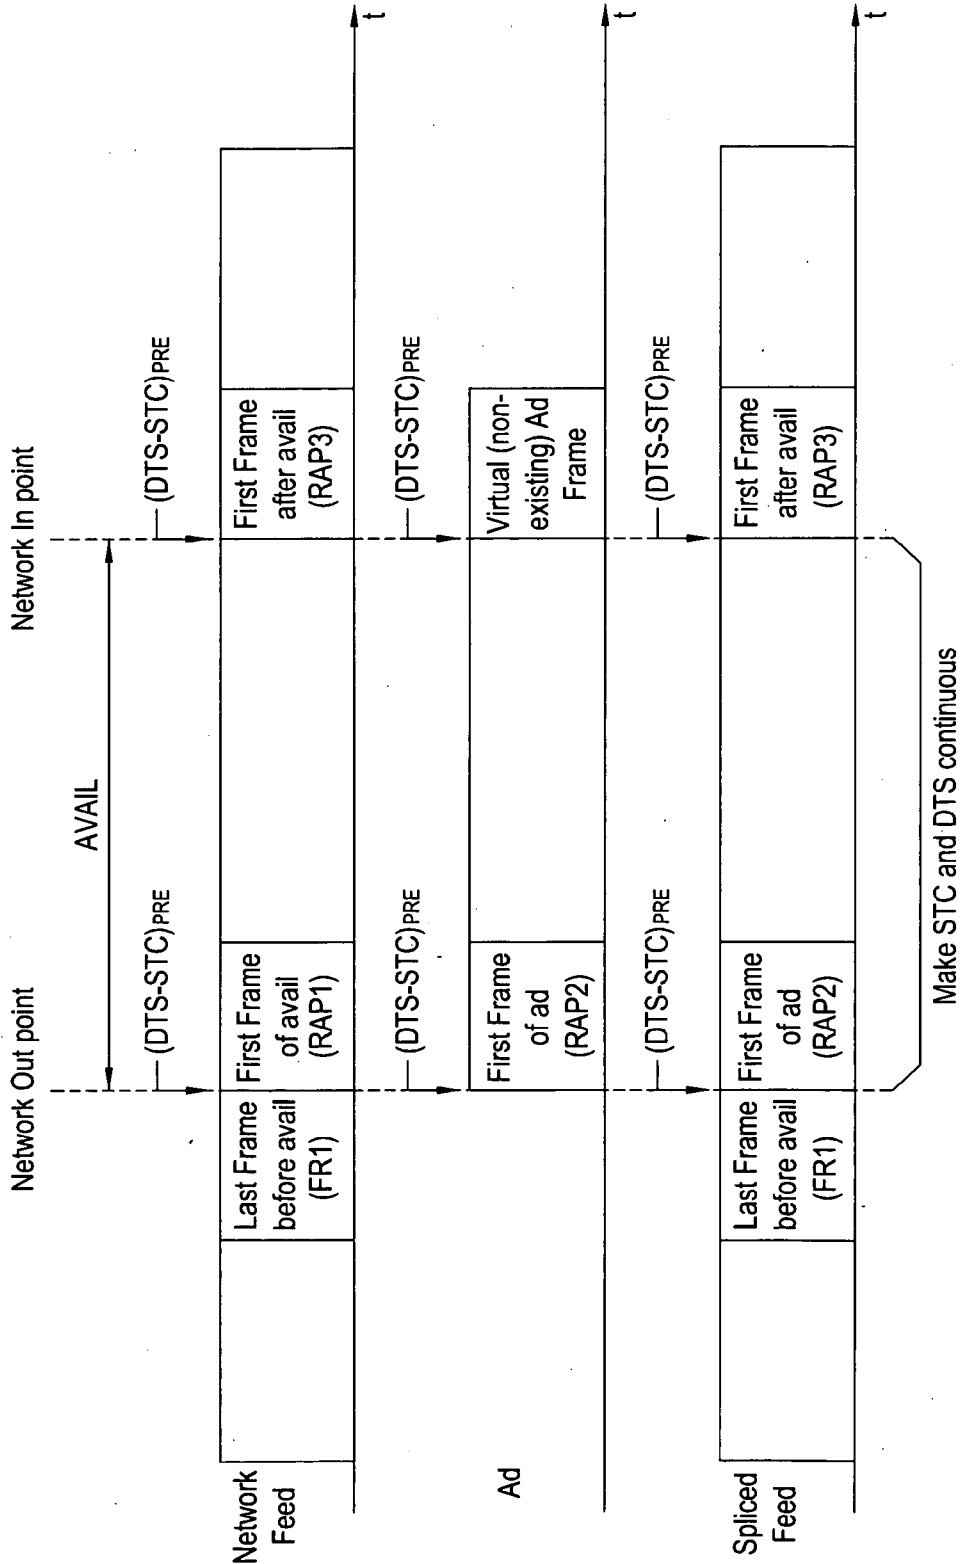 Network Out point
Network In point
AVAIL
(DTS-STC)PRE
(DTS-STC)PRE
Network
Feed
Last Frame
before avail
(FR1)
First Frame
of avail
(RAP1)
First Frame
after avail
(RAP3)
t
(DTS-STC)PRE
(DTS-STC)PRE
Ad
First Frame
of ad
(RAP2)
Virtual (non-
existing) Ad
Frame
t
(DTS-STC)PRE
(DTS-STC)PRE
Spliced
Feed
Last Frame
before avail
(FR1)
First Frame
of ad
(RAP2)
First Frame
after avail
(RAP3)
t
Make STC and DTS continuous